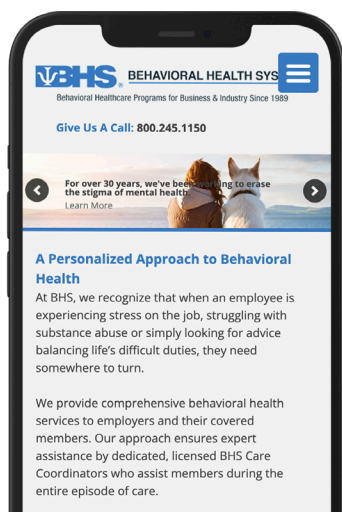 BHS® BEHAVIORAL HEALTH SYS
Behavioral Healthcare Programs for Business & Industry Since 1989
Give Us A Call: 800.245.1150
For over 30 years, we've been working to erase
the stigma of mental health.
Learn More
A Personalized Approach to Behavioral
Health
At BHS, we recognize that when an employee is
experiencing stress on the job, struggling with
substance abuse or simply looking for advice
balancing life's difficult duties, they need
somewhere to turn.
We provide comprehensive behavioral health
services to employers and their covered
members. Our approach ensures expert
assistance by dedicated, licensed BHS Care
Coordinators who assist members during the
entire episode of care.